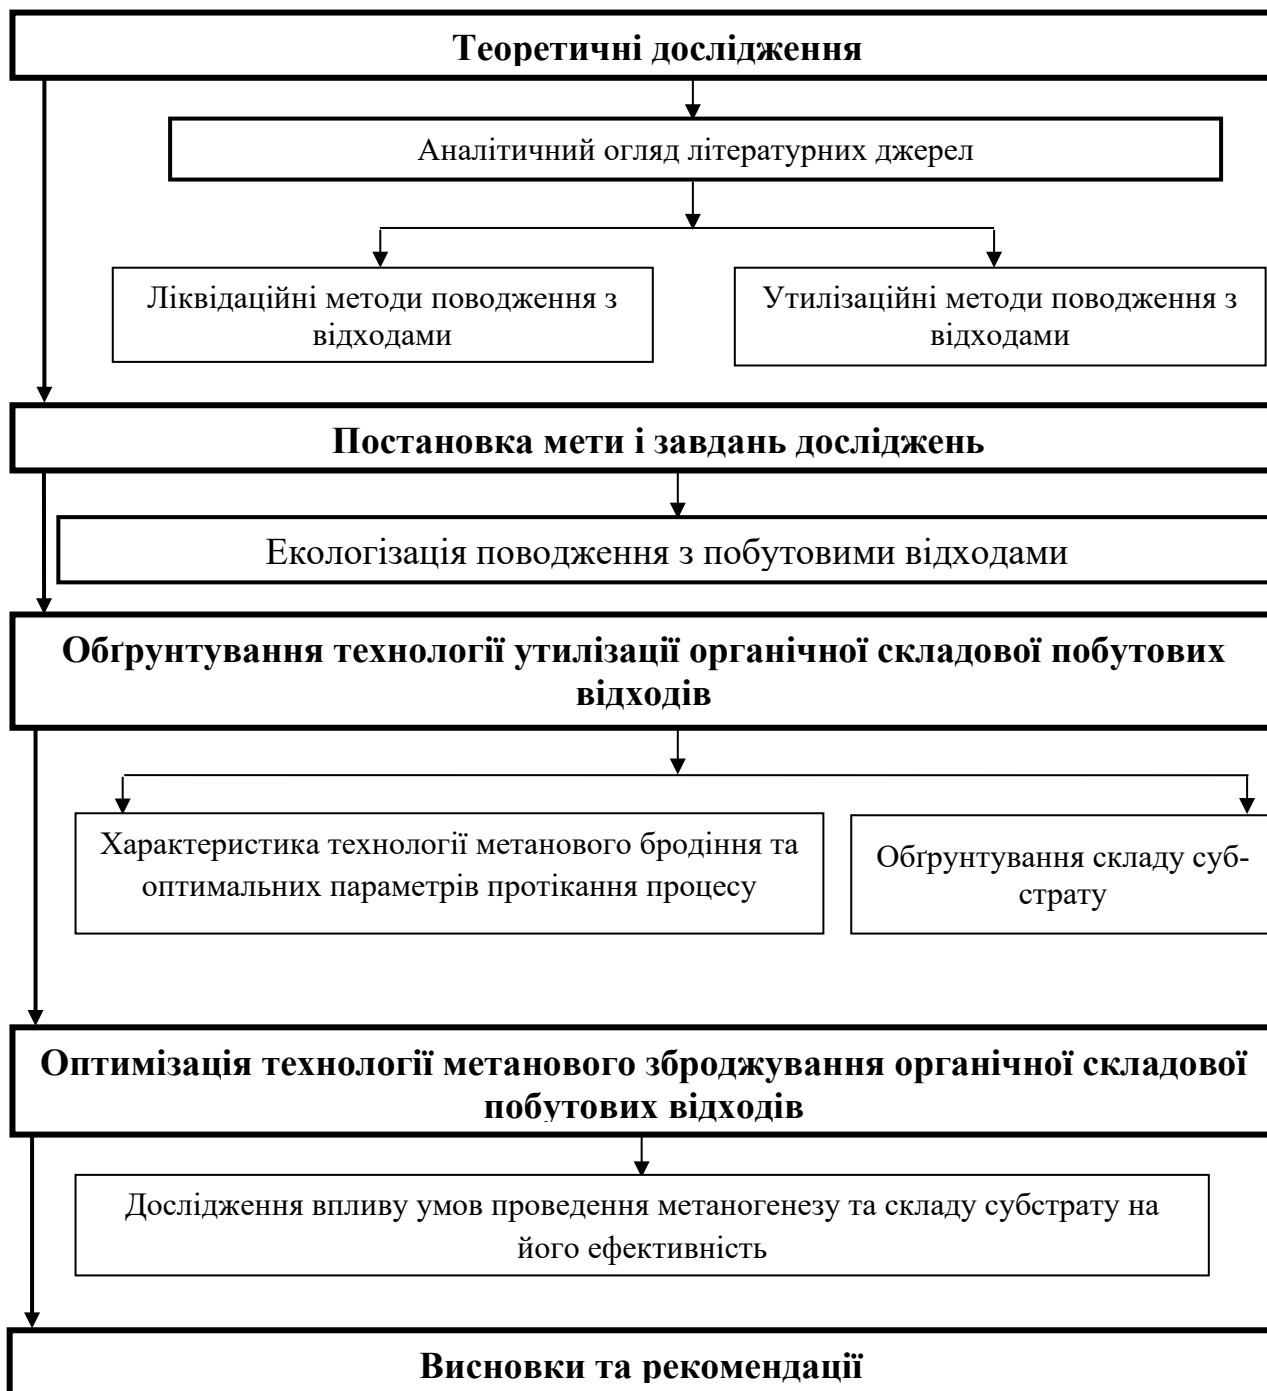 Теоретичні дослідження
Аналітичний огляд літературних джерел
Ліквідаційні методи поводження з
відходами
Утилізаційні методи поводження з
відходами
Постановка мети і завдань досліджень
Екологізація поводження з побутовими відходами
Обґрунтування технології утилізації органічної складової побутових
відходів
Характеристика технології метанового бродіння та
оптимальних параметрів протікання процесу
Обґрунтування складу суб-
страту
Оптимізація технології метанового зброджування органічної складової
побутових відходів
Дослідження впливу умов проведення метаногенезу та складу субстрату на
його ефективність
Висновки та рекомендації